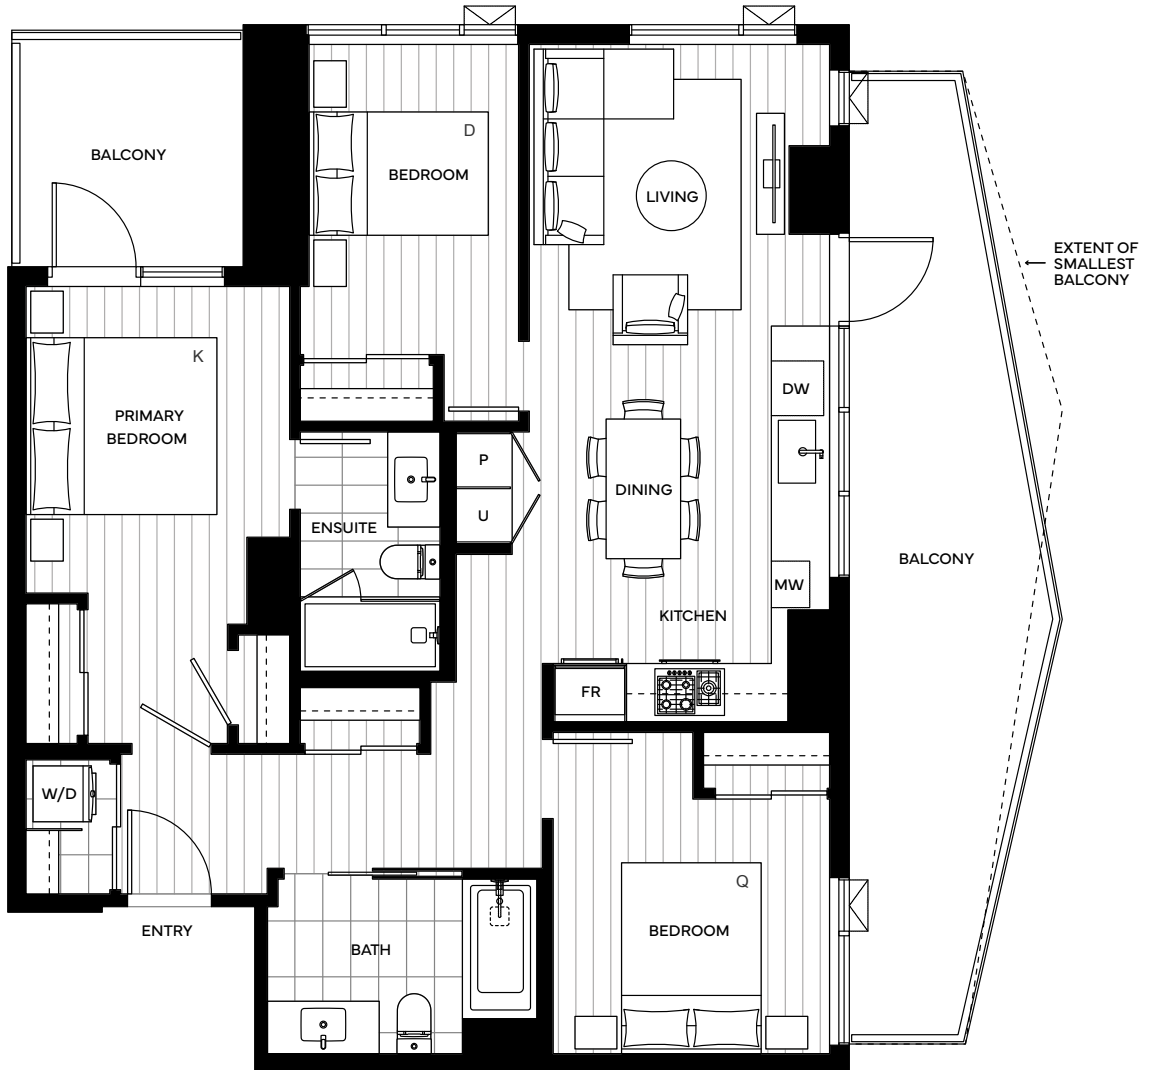 D
BALCONY
BEDROOM
LIVING
EXTENT OF
SMALLEST
BALCONY
K
DW
PRIMARY
BEDROOM
P
DINING
U
ENSUITE
BALCONY
MW
KITCHEN
FR
W/D
Q
ENTRY
BEDROOM
BATH